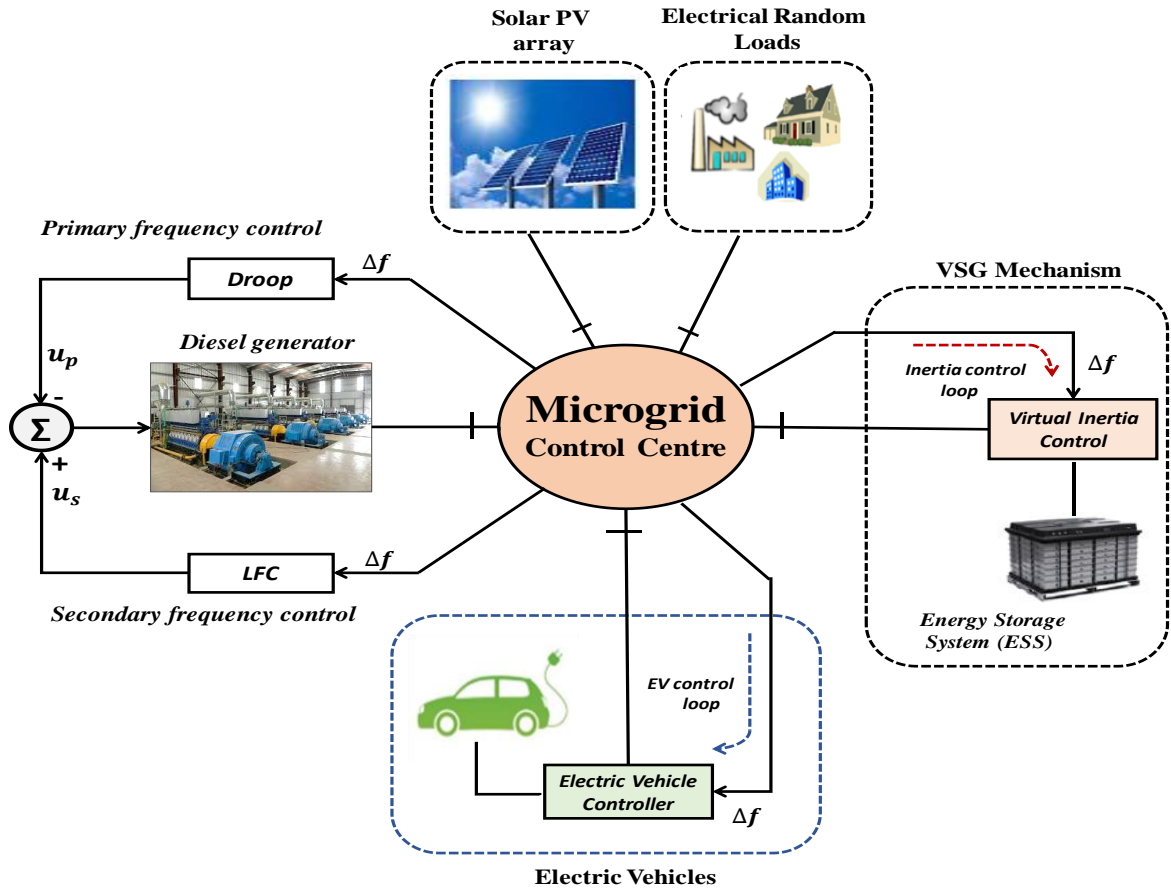 Solar PV
array
Electrical Random
Loads
Primary frequency control
Droop
Δf
VSG Mechanism
u_p
Diesel generator
-
Σ
+
u_s
Microgrid
Control Centre
Inertia control
loop
Δf
Virtual Inertia
Control
LFC
Δf
Secondary frequency control
Energy Storage
System (ESS)
EV control
loop
Electric Vehicle
Controller
Δf
Electric Vehicles